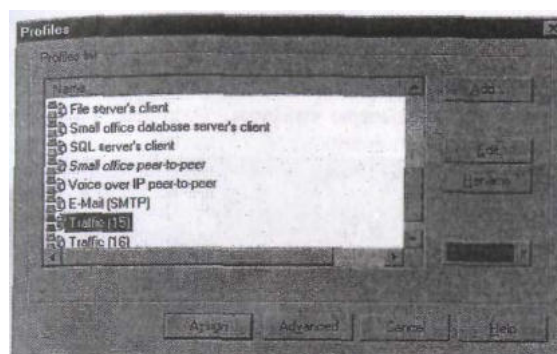 Profiles
Profiles list
Name
File server's client
Small office database server's client
SQL server's client
Small office peer-to-peer
Voice over IP peer-to-peer
E-Mail (SMTP)
Traffic (15)
Traffic (16)
Add...
Edit...
Rename
Assign
Advanced
Cancel
Help